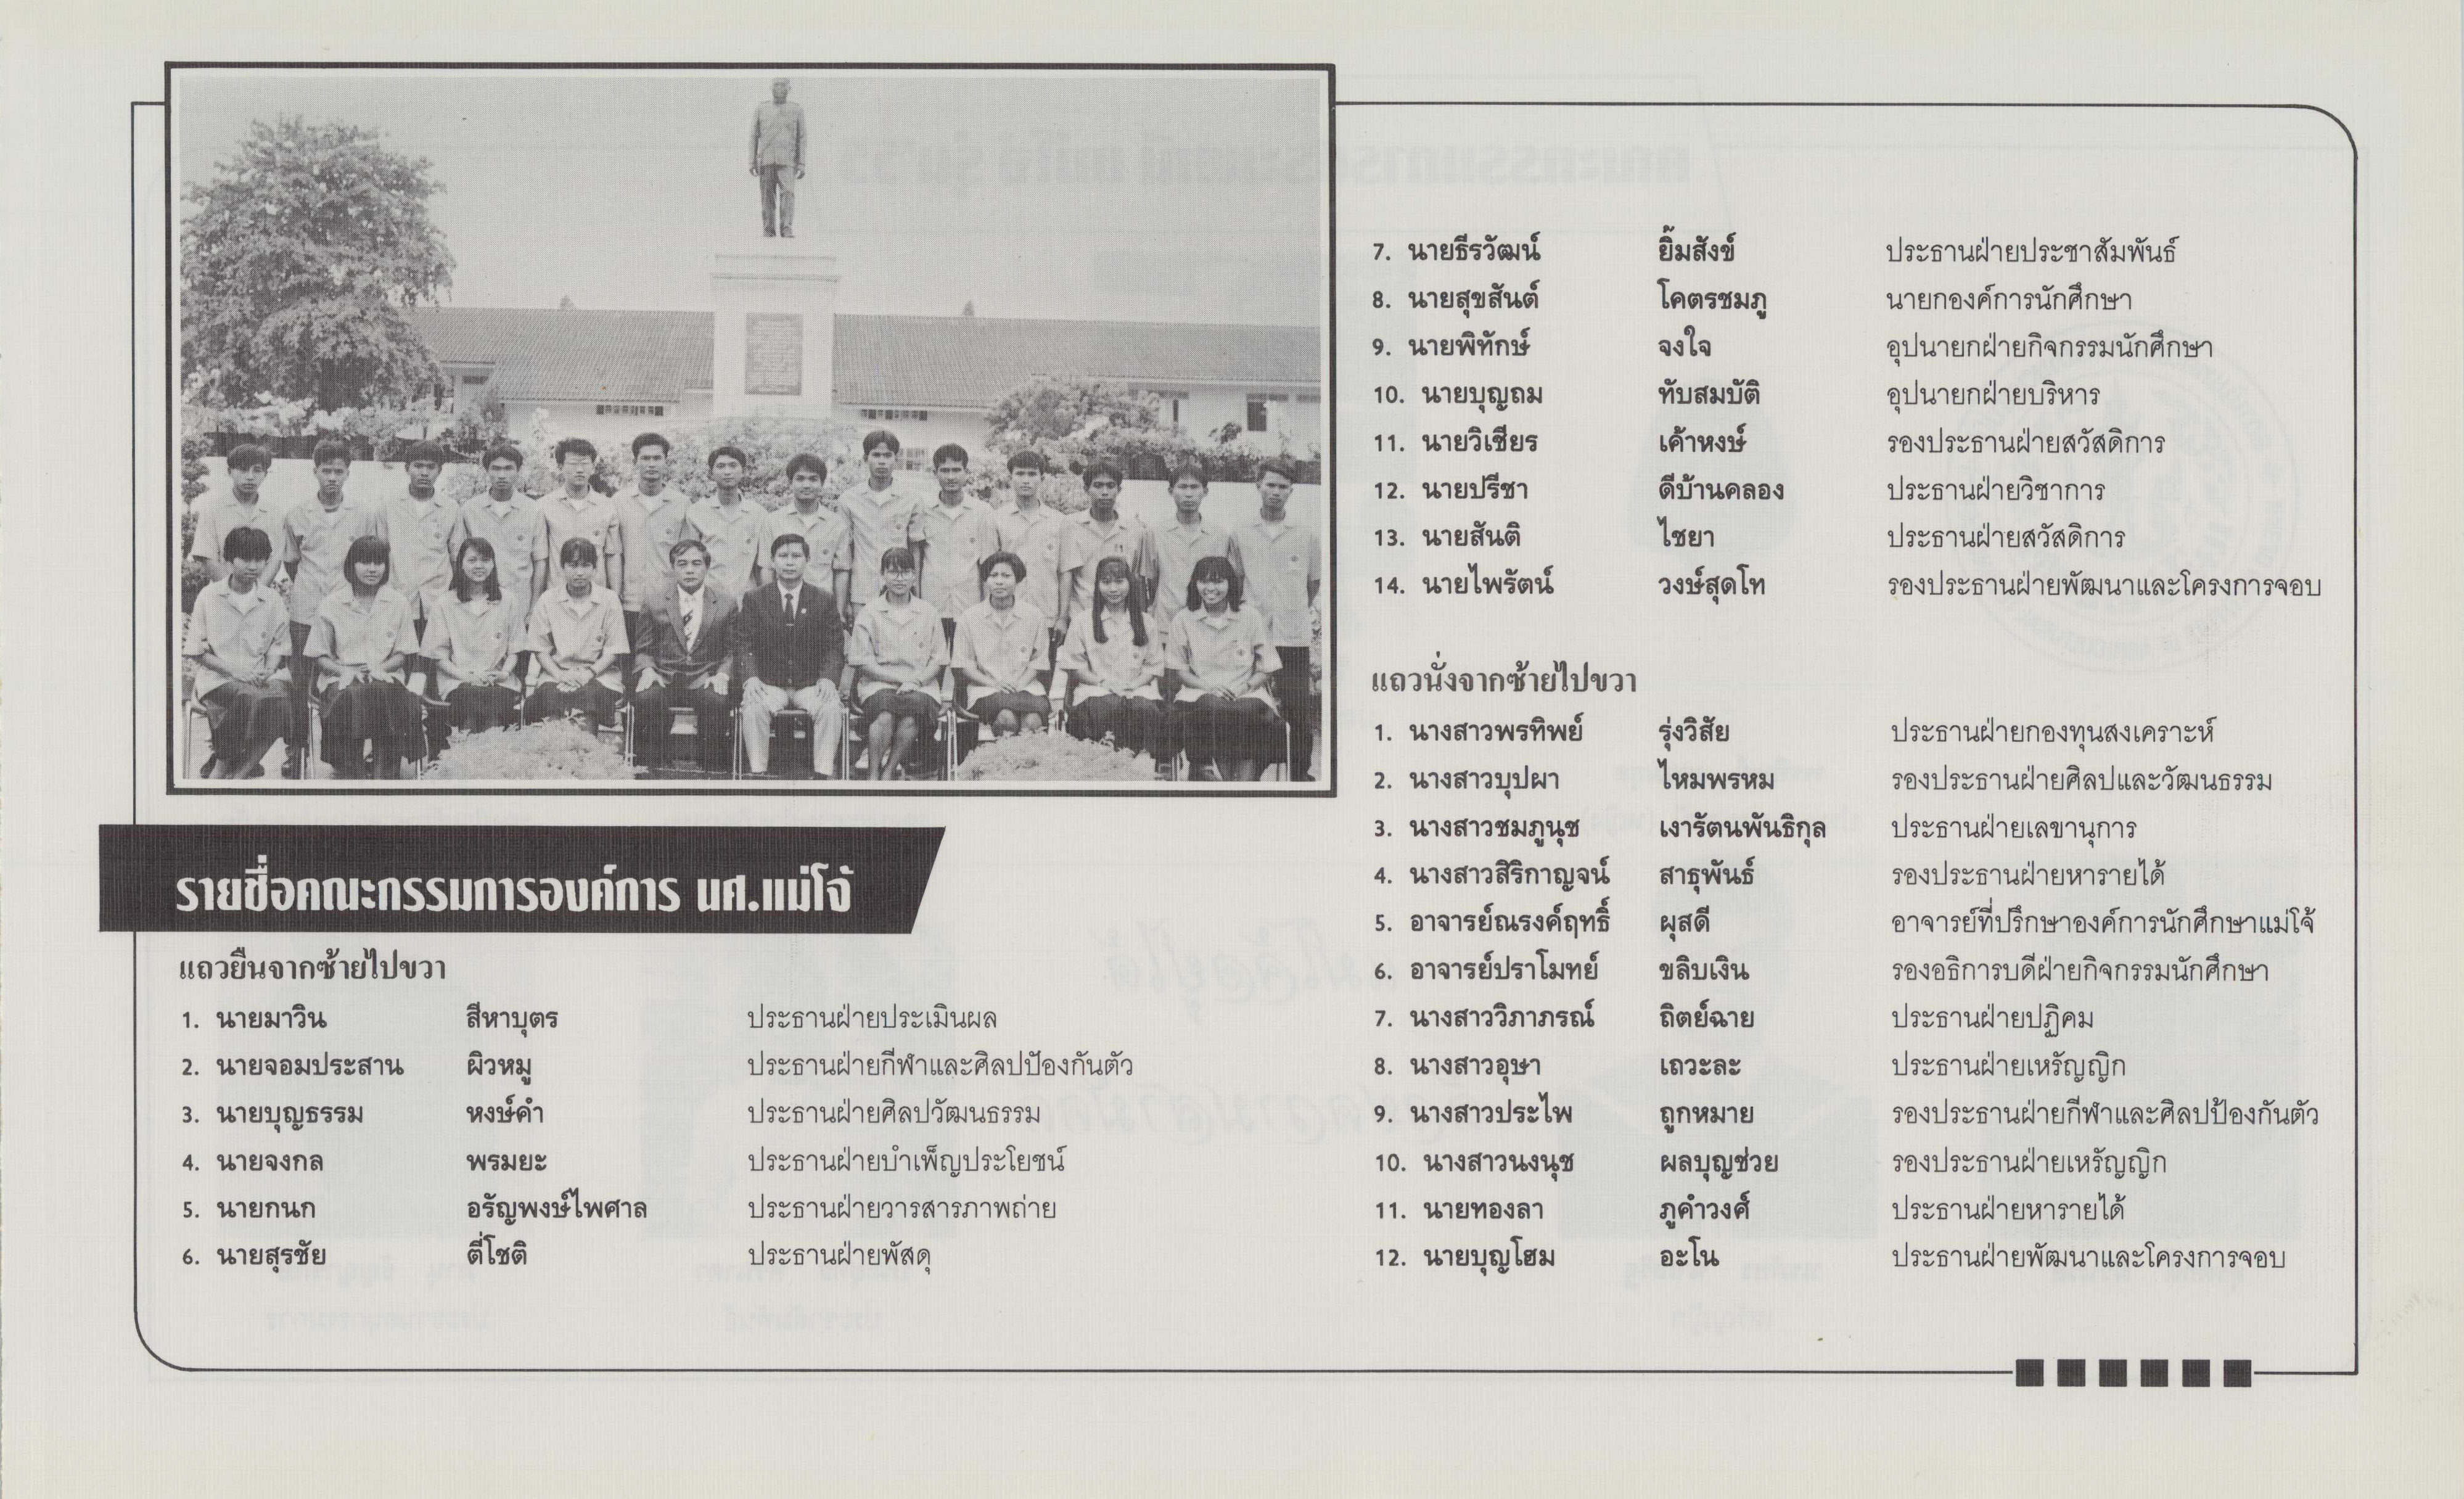 รายชื่อคณะกรรมการองค์การ นศ.แม่โจ้
แถวยืนจากซ้ายไปขวา
1. นายมาวิน สีหาบุตร ประธานฝ่ายประเมินผล
2. นายจอมประสาน ผิวหมู ประธานฝ่ายกีฬาและศิลปป้องกันตัว
3. นายบุญธรรม หงษ์คำ ประธานฝ่ายศิลปวัฒนธรรม
4. นายจงกล พรมยะ ประธานฝ่ายบำเพ็ญประโยชน์
5. นายกนก อรัญพงษ์ไพศาล ประธานฝ่ายวารสารภาพถ่าย
6. นายสุรชัย ตี่โชติ ประธานฝ่ายพัสดุ
7. นายธีรวัฒน์ ยิ๊มสังข์ ประธานฝ่ายประชาสัมพันธ์
8. นายสุขสันต์ โคตรชมภู นายกองค์การนักศึกษา
9. นายพิทักษ์ จงใจ อุปนายกฝ่ายกิจกรรมนักศึกษา
10. นายบุญถม ทับสมบัติ อุปนายกฝ่ายบริหาร
11. นายวิเชียร เค้าหงษ์ รองประธานฝ่ายสวัสดิการ
12. นายปรีชา ดีบ้านคลอง ประธานฝ่ายวิชาการ
13. นายสันติ ไชยา ประธานฝ่ายสวัสดิการ
14. นายไพรัตน์ วงษ์สุดโท รองประธานฝ่ายพัฒนาและโครงการจอบ
แถวนั่งจากซ้ายไปขวา
1. นางสาวพรทิพย์ รุ่งวิสัย ประธานฝ่ายกองทุนสงเคราะห์
2. นางสาวบุปผา ไหมพรหม รองประธานฝ่ายศิลปและวัฒนธรรม
3. นางสาวชมภูนุช เงารัตนพันธิกุล ประธานฝ่ายเลขานุการ
4. นางสาวสิริกาญจน์ สาธุพันธ์ รองประธานฝ่ายหารายได้
5. อาจารย์ณรงค์ฤทธิ์ ผุสดี อาจารย์ที่ปรึกษาองค์การนักศึกษาแม่โจ้
6. อาจารย์ปราโมทย์ ขลิบเงิน รองอธิการบดีฝ่ายกิจกรรมนักศึกษา
7. นางสาววิภาภรณ์ ถิตย์ฉาย ประธานฝ่ายปฏิคม
8. นางสาวอุษา เถวะละ ประธานฝ่ายเหรัญญิก
9. นางสาวประไพ ถูกหมาย รองประธานฝ่ายกีฬาและศิลปป้องกันตัว
10. นางสาวนงนุช ผลบุญช่วย รองประธานฝ่ายเหรัญญิก
11. นายทองลา ภูคำวงศ์ ประธานฝ่ายหารายได้
12. นายบุญโฮม อะโน ประธานฝ่ายพัฒนาและโครงการจอบ